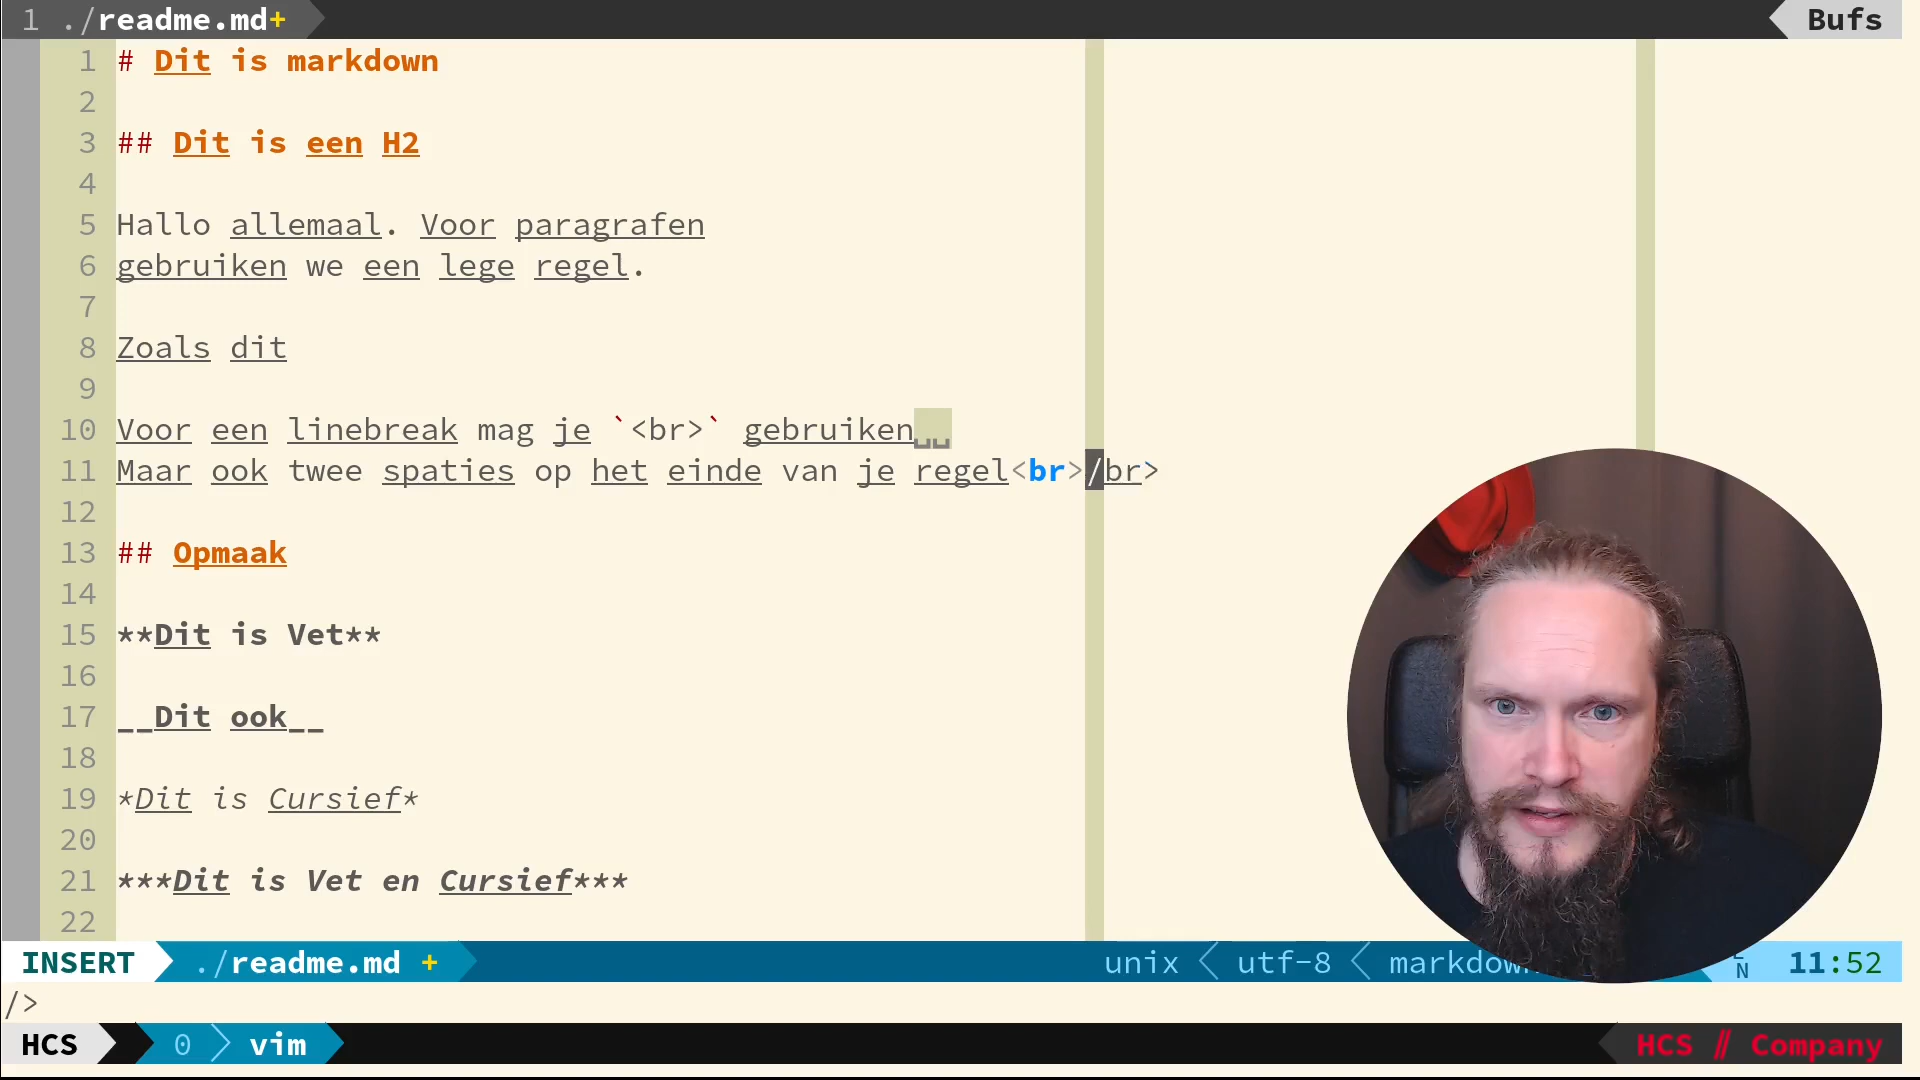 1 ./readme.md+ Bufs
1 # Dit is markdown
2
3 ## Dit is een H2
4
5 Hallo allemaal. Voor paragrafen
6 gebruiken we een lege regel.
7
8 Zoals dit
9
10 Voor een linebreak mag je `<br>` gebruiken␣␣
11 Maar ook twee spaties op het einde van je regel<br>/br>
12
13 ## Opmaak
14
15 **Dit is Vet**
16
17 __Dit ook__
18
19 *Dit is Cursief*
20
21 ***Dit is Vet en Cursief***
22
INSERT ./readme.md + unix utf-8 11:52
/>
HCS 0 vim HCS // Company